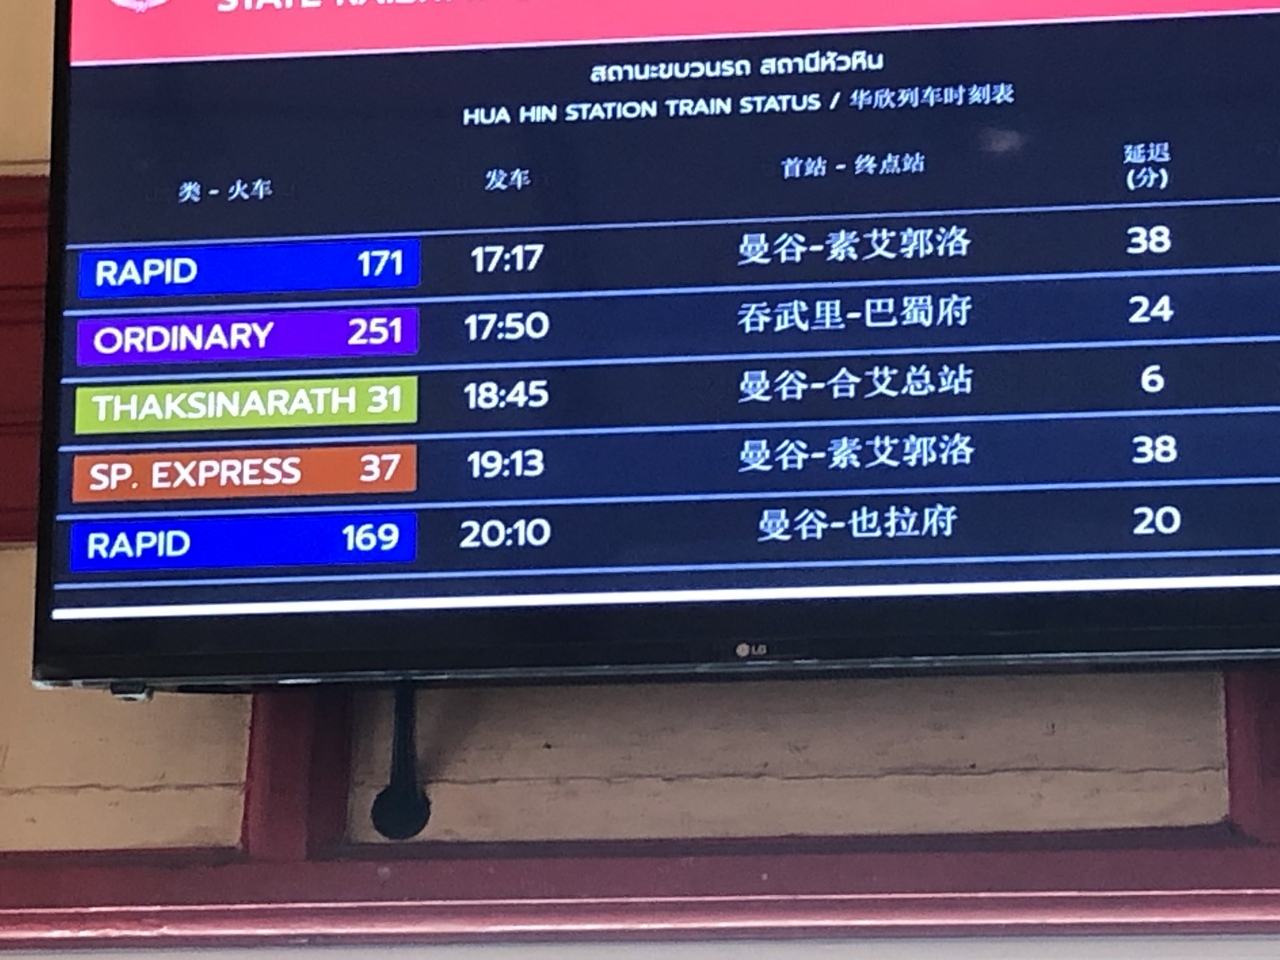 STATE
สถานะขบวนรถ สถานีหัวหิน
HUA HIN STATION TRAIN STATUS / 华欣列车时刻表
类 - 火车 发车 首站 - 终点站 延迟
(分)
RAPID 171 17:17 曼谷-素艾郭洛 38
ORDINARY 251 17:50 吞武里-巴蜀府 24
THAKSINARATH 31 18:45 曼谷-合艾总站 6
SP. EXPRESS 37 19:13 曼谷-素艾郭洛 38
RAPID 169 20:10 曼谷-也拉府 20
LG